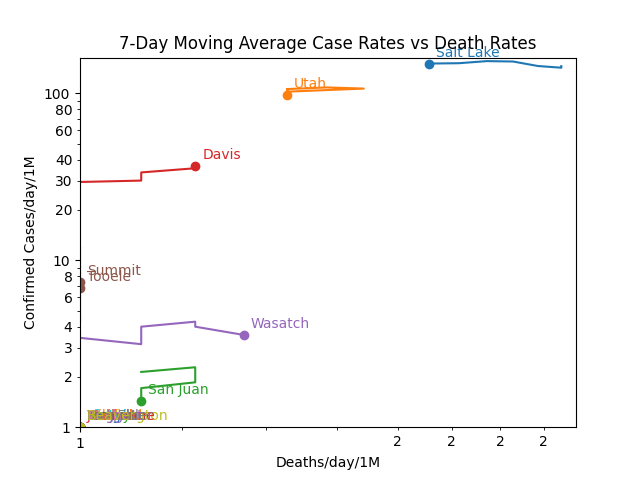 7-Day Moving Average Case Rates vs Death Rates
Salt Lake
Utah
100
80
60
Davis
40
30
20
10
Summit
8
Tooele
6
Wasatch
4
3
2
San Juan
1
1
2
2
2
2
Confirmed Cases/day/1M
Deaths/day/1M